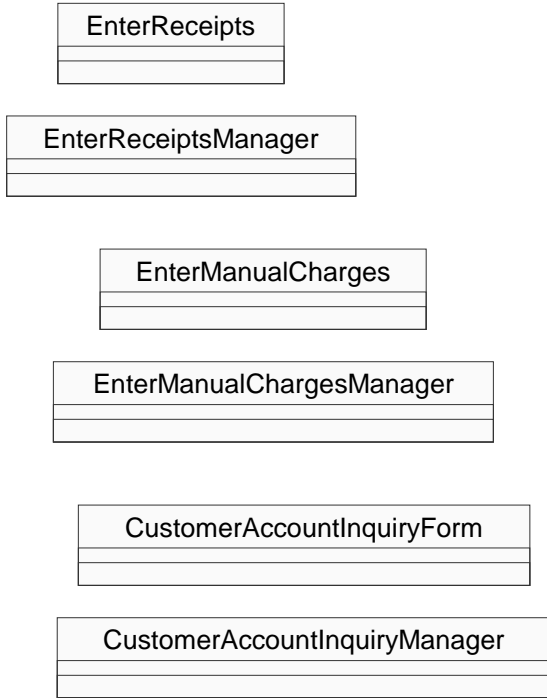 EnterReceipts
EnterReceiptsManager
EnterManualCharges
EnterManualChargesManager
CustomerAccountInquiryForm
CustomerAccountInquiryManager